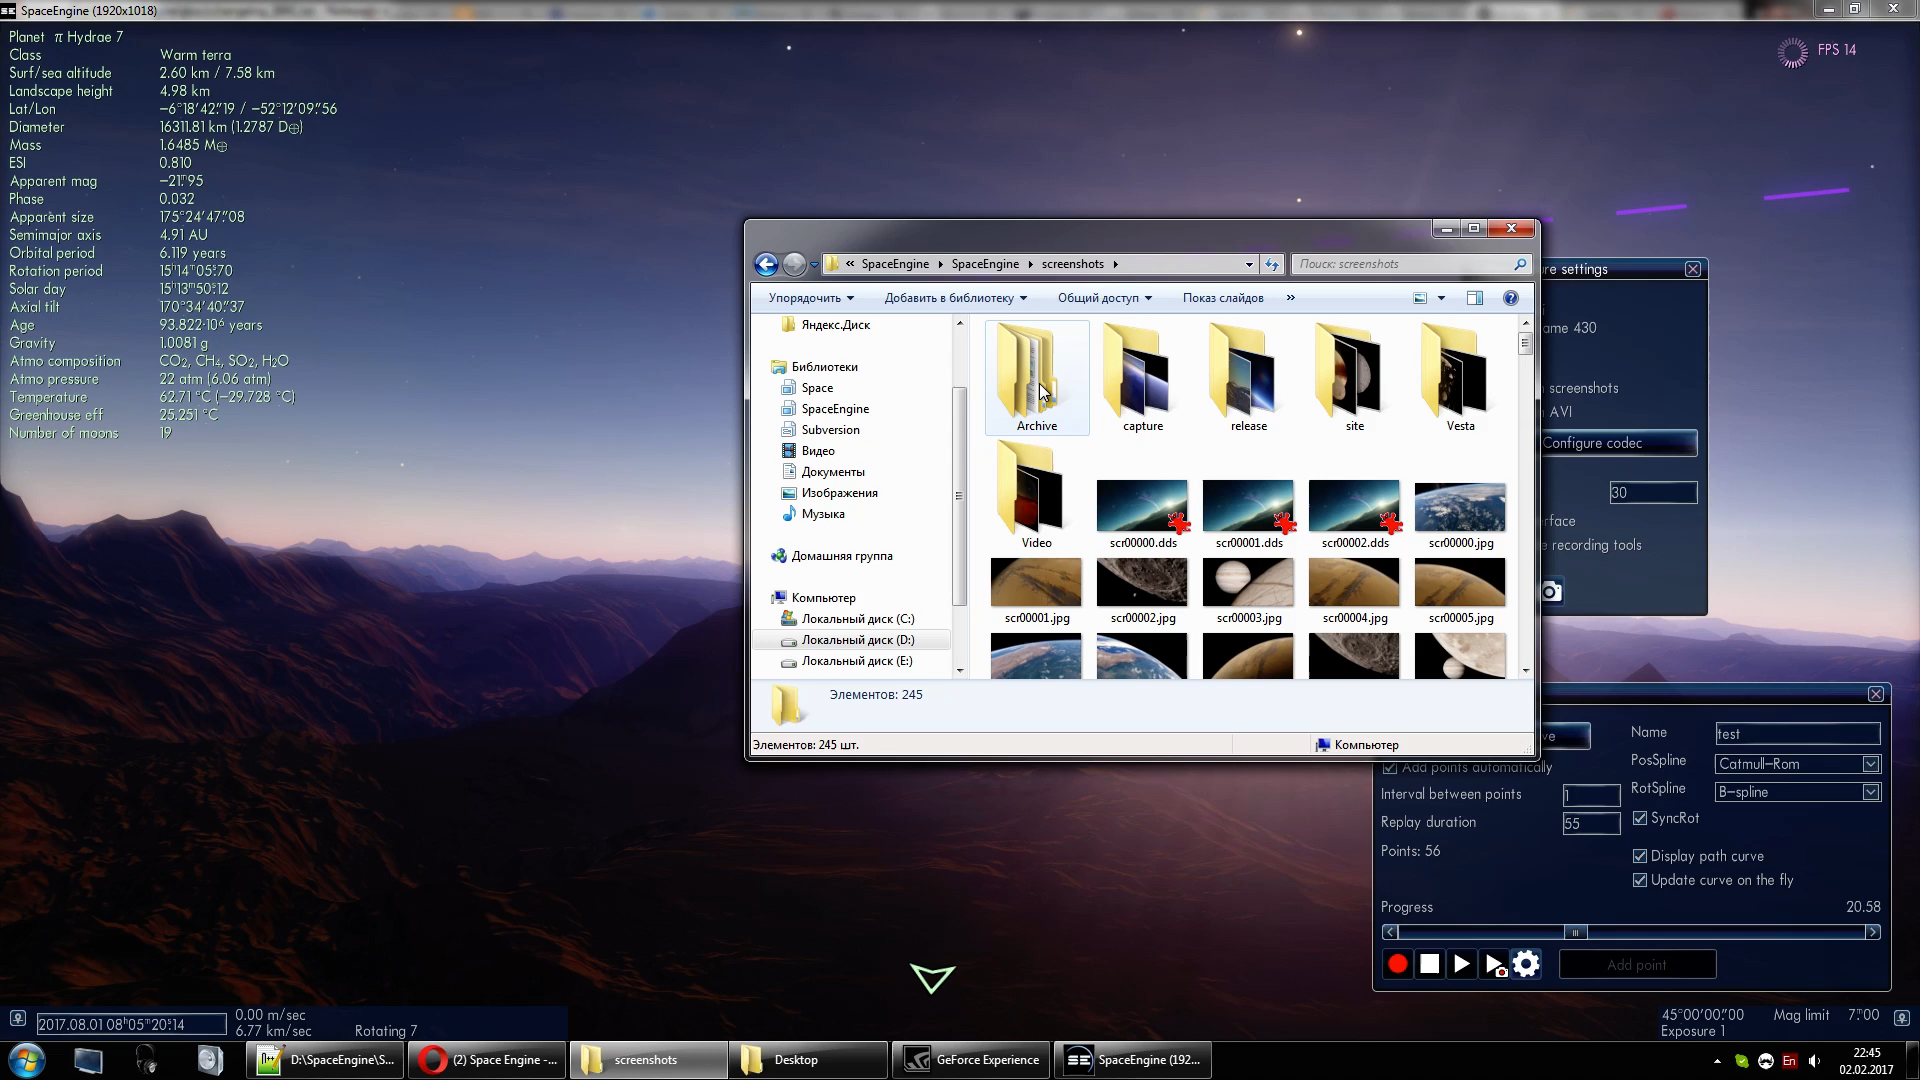 SpaceEngine (1920x1018)
Planet π Hydrae 7
Class Warm terra
Surf/sea altitude 2.60 km / 7.58 km
Landscape height 4.98 km
Lat/Lon −6°18′42″.19 / −52°12′09″.56
Diameter 16311.81 km (1.2787 D⊕)
Mass 1.6485 M⊕
ESI 0.810
Apparent mag −21ᵐ.95
Phase 0.032
Apparent size 175°24′47″.08
Semimajor axis 4.91 AU
Orbital period 6.119 years
Rotation period 15ʰ14ᵐ05ˢ.70
Solar day 15ʰ13ᵐ50ˢ.12
Axial tilt 170°34′40″.37
Age 93.822·10⁶ years
Gravity 1.0081 g
Atmo composition CO₂, CH₄, SO₂, H₂O
Atmo pressure 22 atm (6.06 atm)
Temperature 62.71 °C (−29.728 °C)
Greenhouse eff 25.251 °C
Number of moons 19
FPS 14
« SpaceEngine SpaceEngine screenshots
Поиск: screenshots
Упорядочить Добавить в библиотеку Общий доступ Показ слайдов »
Яндекс.Диск
Библиотеки
Space
SpaceEngine
Subversion
Видео
Документы
Изображения
Музыка
Домашняя группа
Компьютер
Локальный диск (C:)
Локальный диск (D:)
Локальный диск (E:)
Archive capture release site Vesta
Video scr00000.dds scr00001.dds scr00002.dds scr00000.jpg
scr00001.jpg scr00002.jpg scr00003.jpg scr00004.jpg scr00005.jpg
Элементов: 245
Элементов: 245 шт. Компьютер
re settings
ame 430
screenshots
AVI
Configure codec
30
rface
recording tools
ve
Name test
Add points automatically
PosSpline Catmull−Rom
Interval between points 1
RotSpline B−spline
Replay duration 55
SyncRot
Points: 56
Display path curve
Update curve on the fly
Progress 20.58
Add point
2017.08.01 08ʰ05ᵐ20ˢ.14
0.00 m/sec
6.77 km/sec Rotating 7
45°00′00″.00 Mag limit 7ᵐ.00
Exposure 1
D:\SpaceEngine\S... (2) Space Engine -... screenshots Desktop GeForce Experience SpaceEngine (192...
En
22:45
02.02.2017